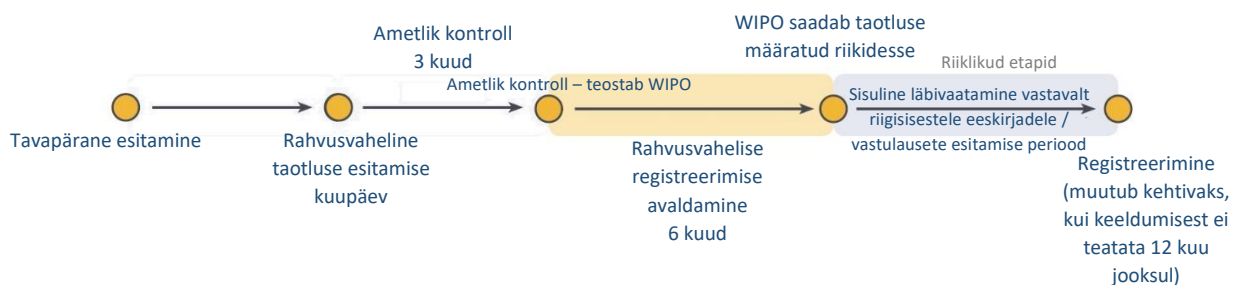 Ametlik kontroll
3 kuud
WIPO saadab taotluse
määratud riikidesse
Riiklikud etapid
Ametlik kontroll – teostab WIPO
Sisuline läbivaatamine vastavalt
riigisisestele eeskirjadele /
vastulausete esitamise periood
Tavapärane esitamine
Rahvusvaheline
taotluse esitamise
kuupäev
Rahvusvahelise
registreerimise
avaldamine
6 kuud
Registreerimine
(muutub kehtivaks,
kui keeldumisest ei
teatata 12 kuu
jooksul)